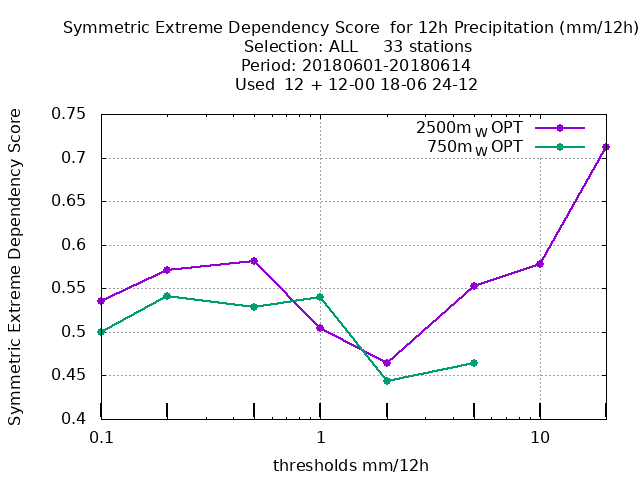 Symmetric Extreme Dependency Score  for 12h Precipitation (mm/12h)
Selection: ALL     33 stations
Period: 20180601-20180614
Used  12 + 12-00 18-06 24-12
Symmetric Extreme Dependency Score
0.75
0.7
0.65
0.6
0.55
0.5
0.45
0.4
2500m W OPT
750m W OPT
0.1 1 10
thresholds mm/12h